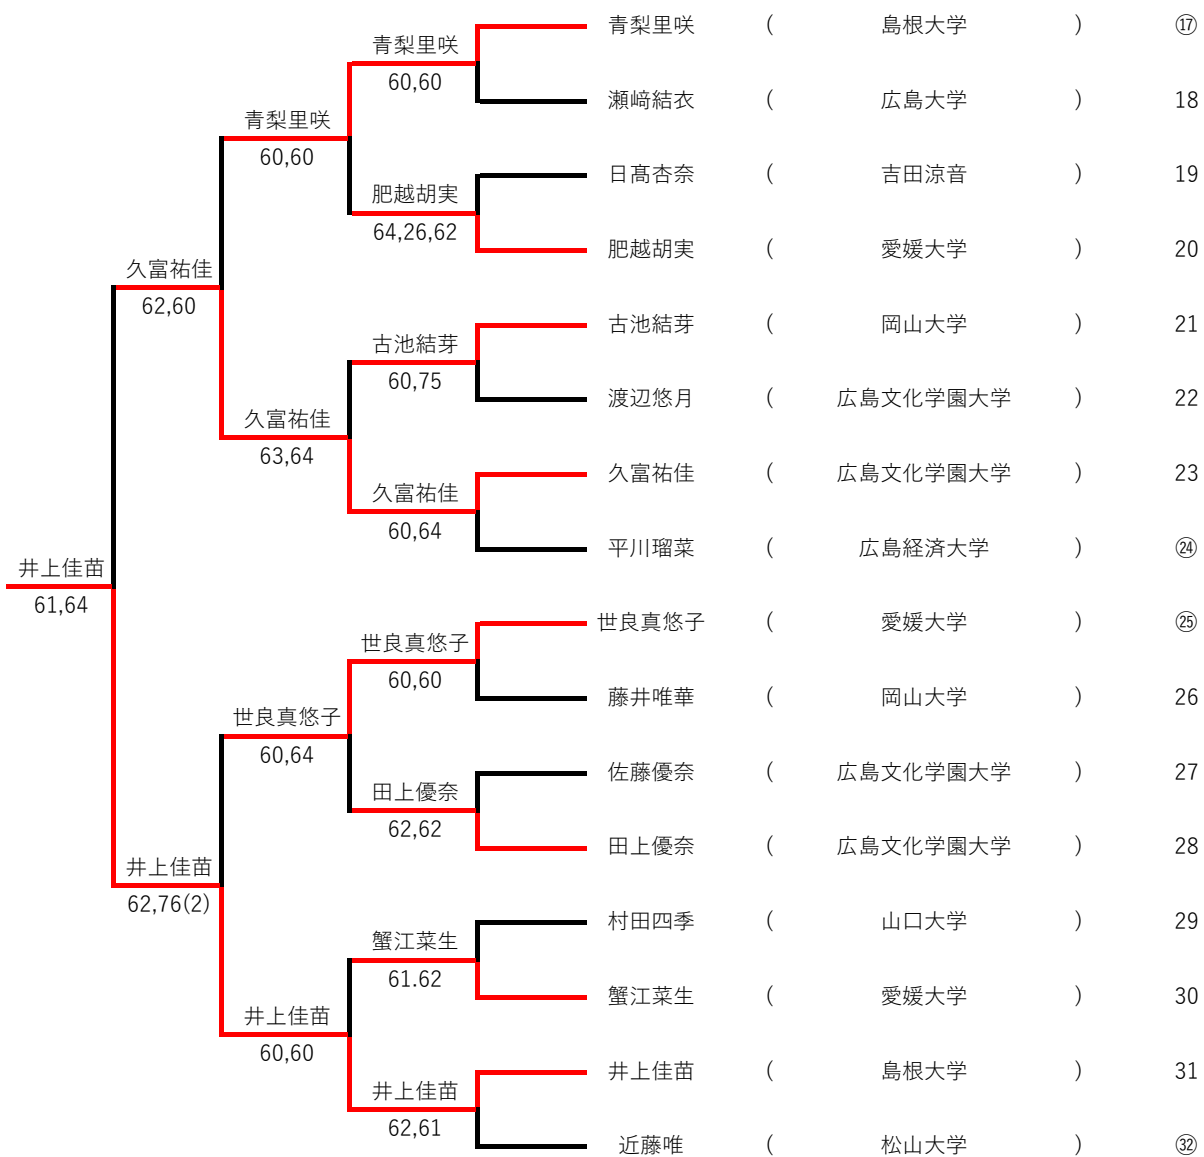 青梨里咲 ( 島根大学 ) ⑰
青梨里咲
60,60
瀬﨑結衣 ( 広島大学 ) 18
青梨里咲
60,60
日髙杏奈 ( 吉田涼音 ) 19
肥越胡実
64,26,62
肥越胡実 ( 愛媛大学 ) 20
久富祐佳
62,60
古池結芽 ( 岡山大学 ) 21
古池結芽
60,75
渡辺悠月 ( 広島文化学園大学 ) 22
久富祐佳
63,64
久富祐佳 ( 広島文化学園大学 ) 23
久富祐佳
60,64
平川瑠菜 ( 広島経済大学 ) ㉔
井上佳苗
61,64
世良真悠子 ( 愛媛大学 ) ㉕
世良真悠子
60,60
藤井唯華 ( 岡山大学 ) 26
世良真悠子
60,64
佐藤優奈 ( 広島文化学園大学 ) 27
田上優奈
62,62
田上優奈 ( 広島文化学園大学 ) 28
井上佳苗
62,76(2)
村田四季 ( 山口大学 ) 29
蟹江菜生
61.62
蟹江菜生 ( 愛媛大学 ) 30
井上佳苗
60,60
井上佳苗 ( 島根大学 ) 31
井上佳苗
62,61
近藤唯 ( 松山大学 ) ㉜